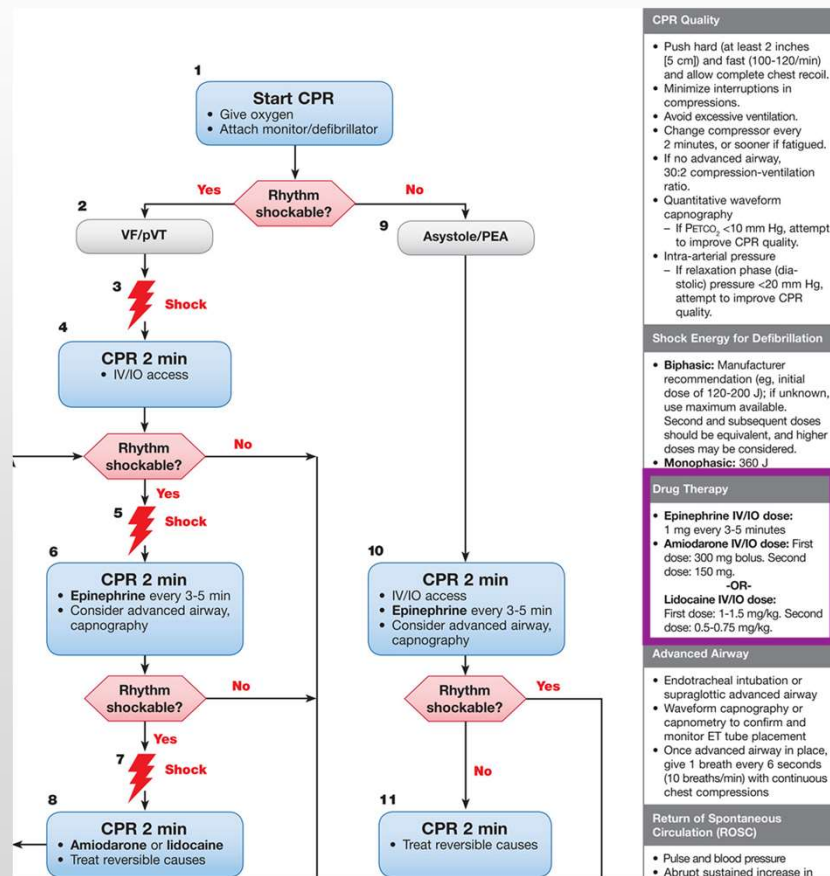 1
Start CPR
• Give oxygen
• Attach monitor/defibrillator
Yes
Rhythm
shockable?
No
2
VF/pVT
9
Asystole/PEA
3
Shock
4
CPR 2 min
• IV/IO access
Rhythm
shockable?
No
Yes
5
Shock
6
CPR 2 min
• Epinephrine every 3-5 min
• Consider advanced airway,
capnography
10
CPR 2 min
• IV/IO access
• Epinephrine every 3-5 min
• Consider advanced airway,
capnography
Rhythm
shockable?
No
Rhythm
shockable?
Yes
Yes
7
Shock
No
8
CPR 2 min
• Amiodarone or lidocaine
• Treat reversible causes
11
CPR 2 min
• Treat reversible causes
CPR Quality
• Push hard (at least 2 inches
[5 cm]) and fast (100-120/min)
and allow complete chest recoil.
• Minimize interruptions in
compressions.
• Avoid excessive ventilation.
• Change compressor every
2 minutes, or sooner if fatigued.
• If no advanced airway,
30:2 compression-ventilation
ratio.
• Quantitative waveform
capnography
– If PETCO₂ <10 mm Hg, attempt
to improve CPR quality.
• Intra-arterial pressure
– If relaxation phase (dia-
stolic) pressure <20 mm Hg,
attempt to improve CPR
quality.
Shock Energy for Defibrillation
• Biphasic: Manufacturer
recommendation (eg, initial
dose of 120-200 J); if unknown,
use maximum available.
Second and subsequent doses
should be equivalent, and higher
doses may be considered.
• Monophasic: 360 J
Drug Therapy
• Epinephrine IV/IO dose:
1 mg every 3-5 minutes
• Amiodarone IV/IO dose: First
dose: 300 mg bolus. Second
dose: 150 mg.
-OR-
Lidocaine IV/IO dose:
First dose: 1-1.5 mg/kg. Second
dose: 0.5-0.75 mg/kg.
Advanced Airway
• Endotracheal intubation or
supraglottic advanced airway
• Waveform capnography or
capnometry to confirm and
monitor ET tube placement
• Once advanced airway in place,
give 1 breath every 6 seconds
(10 breaths/min) with continuous
chest compressions
Return of Spontaneous
Circulation (ROSC)
• Pulse and blood pressure
• Abrupt sustained increase in